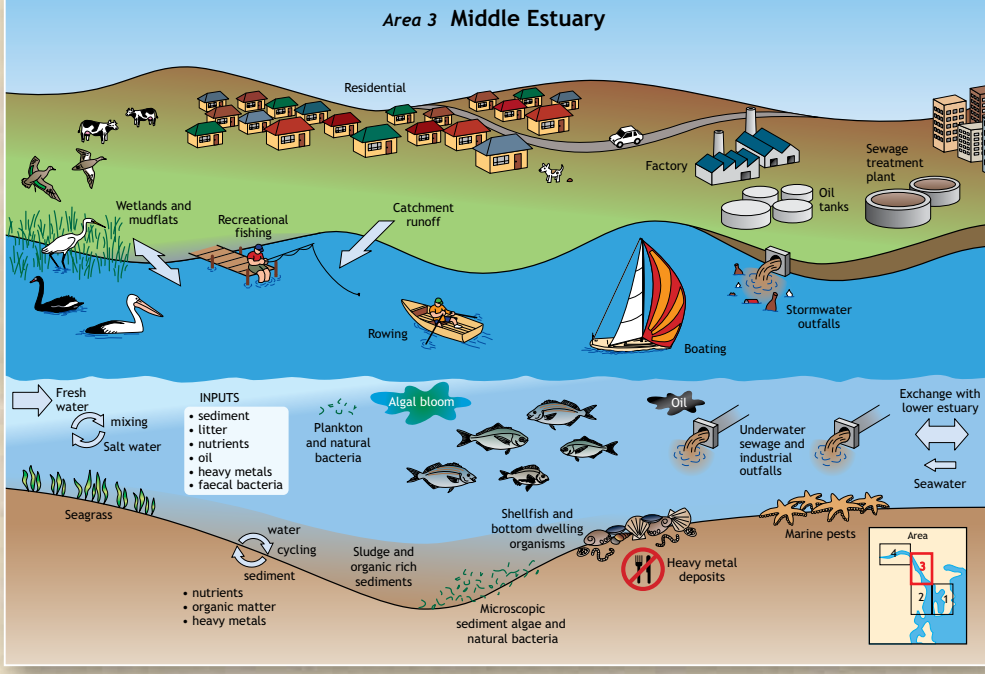 Area 3 Middle Estuary
Residential
Factory
Sewage
treatment
plant
Oil
tanks
Wetlands and
mudflats
Recreational
fishing
Catchment
runoff
Rowing
Boating
Stormwater
outfalls
Fresh
water
mixing
Salt water
INPUTS
• sediment
• litter
• nutrients
• oil
• heavy metals
• faecal bacteria
Plankton
and natural
bacteria
Algal bloom
Oil
Underwater
sewage and
industrial
outfalls
Exchange with
lower estuary
Seawater
Seagrass
water
cycling
sediment
• nutrients
• organic matter
• heavy metals
Sludge and
organic rich
sediments
Shellfish and
bottom dwelling
organisms
Microscopic
sediment algae and
natural bacteria
Heavy metal
deposits
Marine pests
Area
4
3
2
1